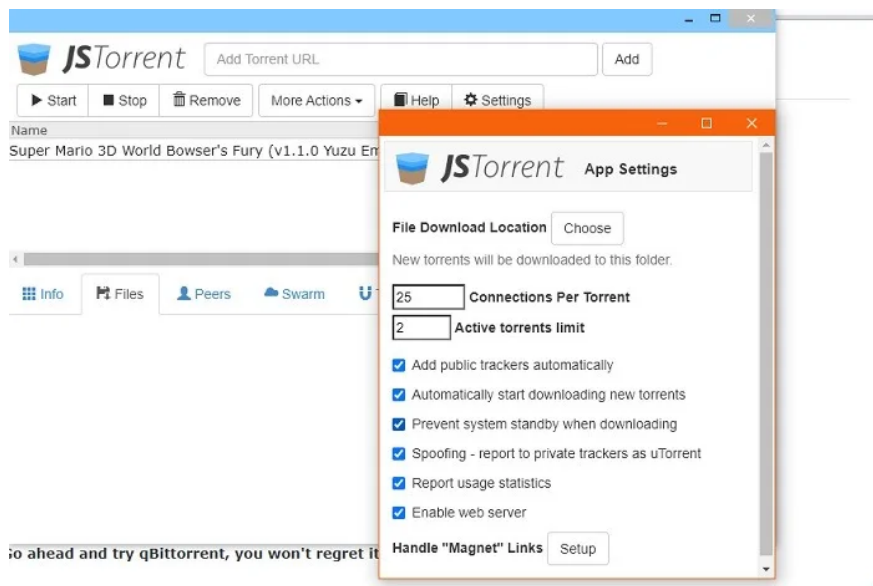 JSTorrent
Add Torrent URL
Add
Start
Stop
Remove
More Actions
Help
Settings
Name
Super Mario 3D World Bowser's Fury (v1.1.0 Yuzu
Info
Files
Peers
Swarm
JSTorrent
App Settings
File Download Location
Choose
New torrents will be downloaded to this folder.
25
Connections Per Torrent
2
Active torrents limit
Add public trackers automatically
Automatically start downloading new torrents
Prevent system standby when downloading
Spoofing - report to private trackers as uTorrent
Report usage statistics
Enable web server
Handle "Magnet" Links
Setup
ahead and try qBittorrent, you won't regret it